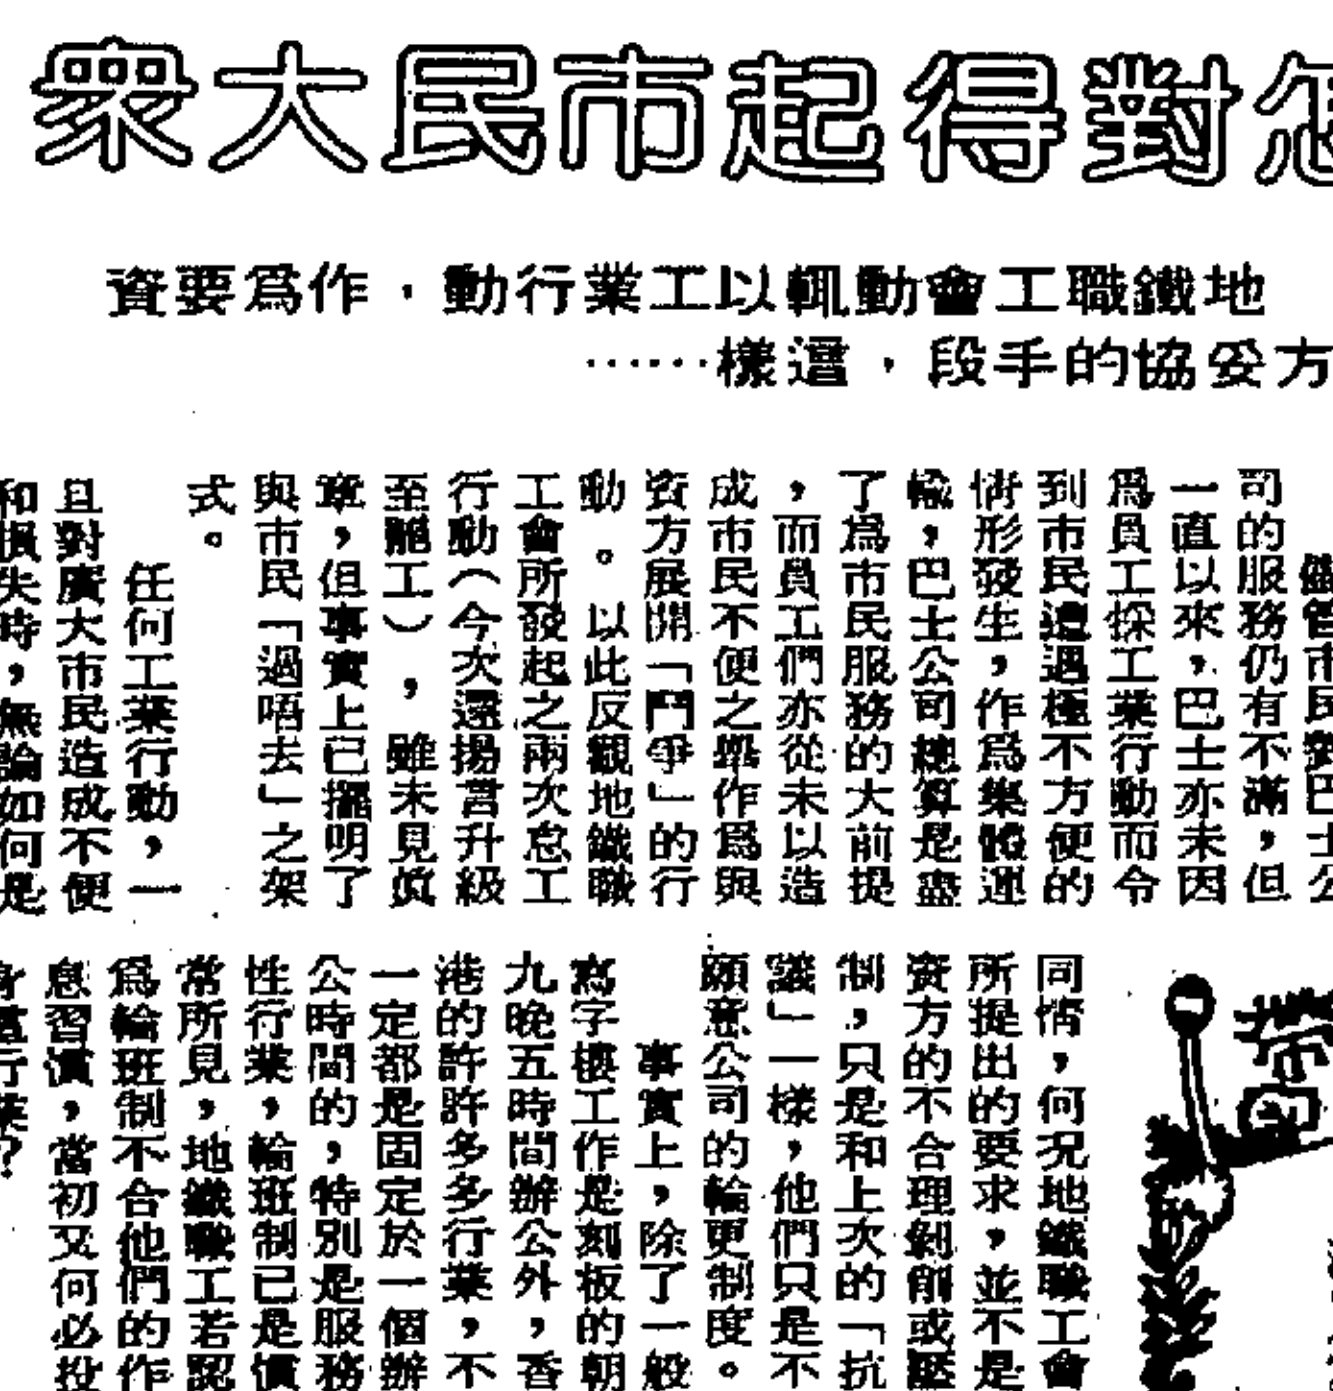 怎對得起市民大眾
地鐵職工會動輒以工業行動，作爲要資
方妥協的手段，這樣……
儘管市民對巴士公
司的服務仍有不滿，但
一直以來，巴士亦未因
爲員工採工業行動而令
到市民遭遇極不方便的
情形發生，作爲集體運
輸，巴士公司總算是盡
了爲市民服務的大前提
，而員工們亦從未以造
成市民不便之舉作爲與
資方展開「鬥爭」的行
動。以此反觀地鐵職
工會所發起之兩次怠工
行動（今次還揚言升級
至罷工），雖未見眞
章，但事實上已擺明了
與市民「過唔去」之架
式。
任何工業行動，一
旦對廣大市民造成不便
和損失時，無論如何是
同情，何況地鐵職工會
所提出的要求，並不是
資方的不合理剝削或壓
制，只是和上次的「抗
議」一樣，他們只是不
願意公司的輪更制度。
事實上，除了一般
寫字樓工作是刻板的朝
九晚五時間辦公外，香
港的許許多多行業，不
一定都是固定於一個辦
公時間的，特別是服務
性行業，輪班制已是慣
常所見，地鐵職工若認
爲輪班制不合他們的作
息習慣，當初又何必投
身這行業？